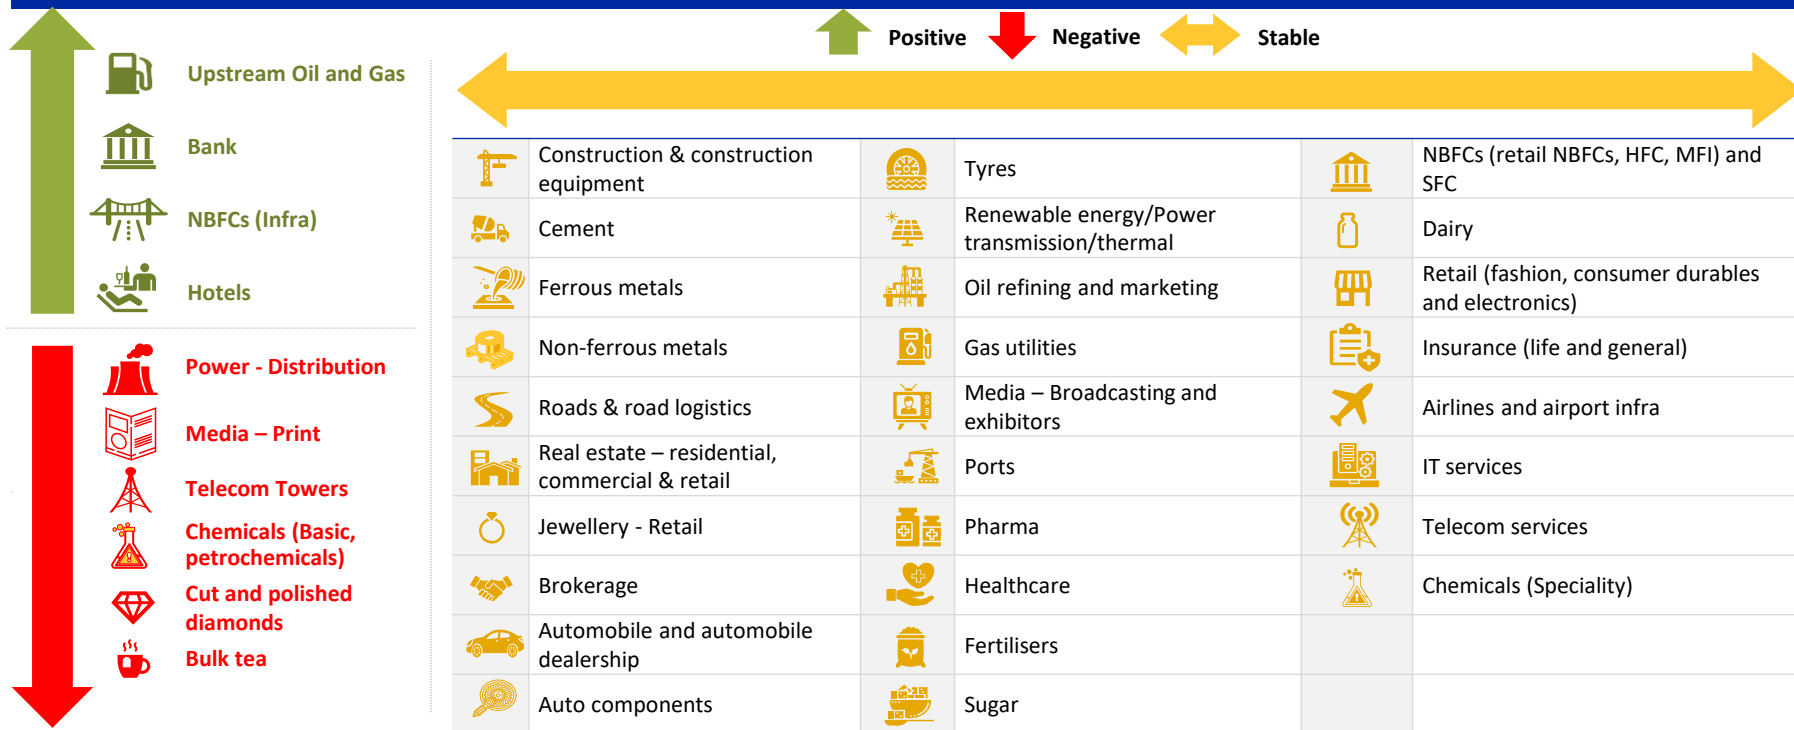 Positive
Negative
Stable
Upstream Oil and Gas
Bank
NBFCs (Infra)
Hotels
Power - Distribution
Media – Print
Telecom Towers
Chemicals (Basic,
petrochemicals)
Cut and polished
diamonds
Bulk tea
Construction & construction
equipment
Tyres
NBFCs (retail NBFCs, HFC, MFI) and
SFC
Cement
Renewable energy/Power
transmission/thermal
Dairy
Ferrous metals
Oil refining and marketing
Retail (fashion, consumer durables
and electronics)
Non-ferrous metals
Gas utilities
Insurance (life and general)
Roads & road logistics
Media – Broadcasting and
exhibitors
Airlines and airport infra
Real estate – residential,
commercial & retail
Ports
IT services
Jewellery - Retail
Pharma
Telecom services
Brokerage
Healthcare
Chemicals (Speciality)
Automobile and automobile
dealership
Fertilisers
Auto components
Sugar